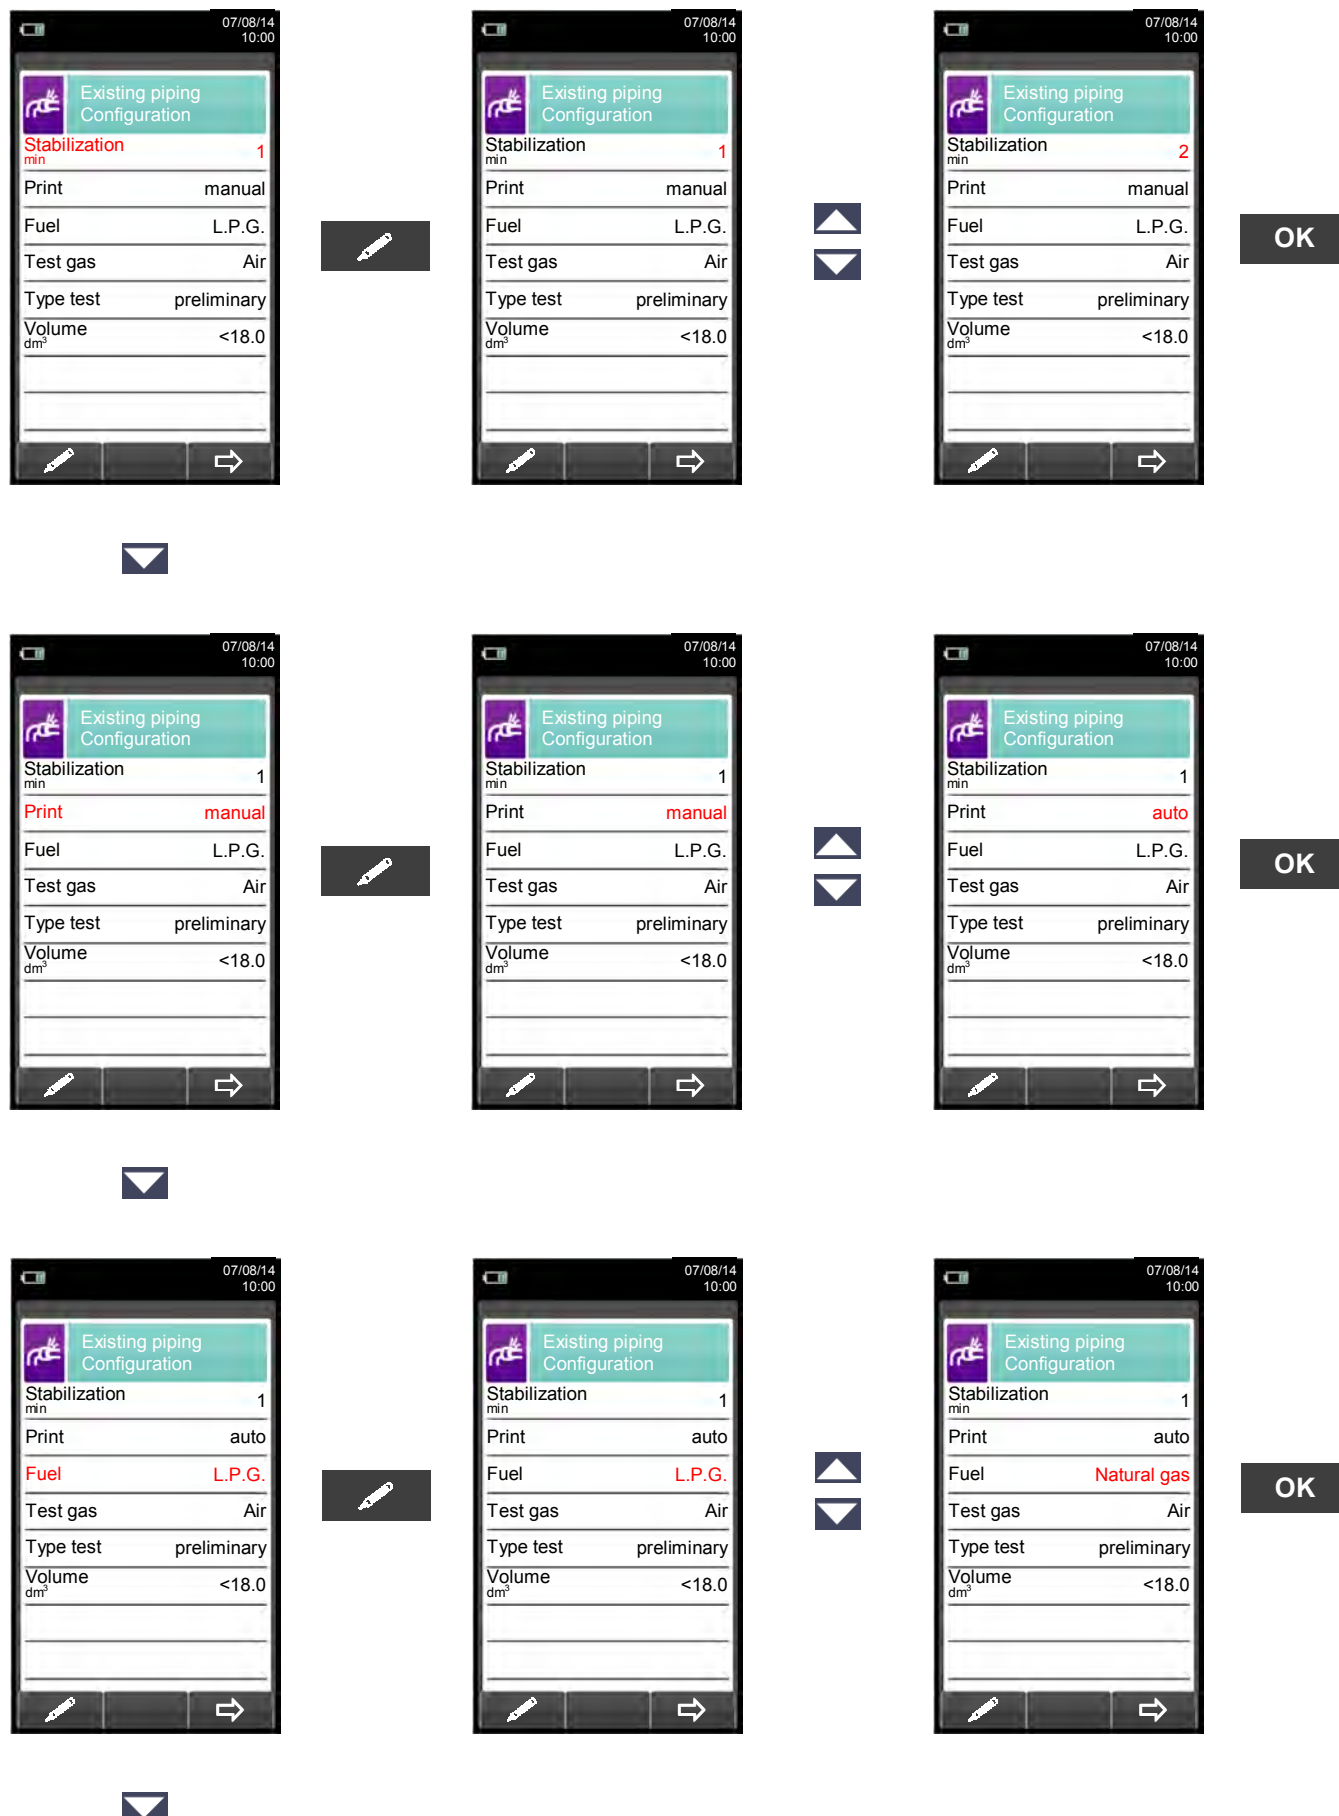 07/08/14
10:00
Existing piping
Configuration
Stabilization
min 1
Print manual
Fuel L.P.G.
Test gas Air
Type test preliminary
Volume
dm³ <18.0
07/08/14
10:00
Existing piping
Configuration
Stabilization
min 1
Print manual
Fuel L.P.G.
Test gas Air
Type test preliminary
Volume
dm³ <18.0
07/08/14
10:00
Existing piping
Configuration
Stabilization
min 2
Print manual
Fuel L.P.G.
Test gas Air
Type test preliminary
Volume
dm³ <18.0
OK
07/08/14
10:00
Existing piping
Configuration
Stabilization
min 1
Print manual
Fuel L.P.G.
Test gas Air
Type test preliminary
Volume
dm³ <18.0
07/08/14
10:00
Existing piping
Configuration
Stabilization
min 1
Print manual
Fuel L.P.G.
Test gas Air
Type test preliminary
Volume
dm³ <18.0
07/08/14
10:00
Existing piping
Configuration
Stabilization
min 1
Print auto
Fuel L.P.G.
Test gas Air
Type test preliminary
Volume
dm³ <18.0
OK
07/08/14
10:00
Existing piping
Configuration
Stabilization
min 1
Print auto
Fuel L.P.G.
Test gas Air
Type test preliminary
Volume
dm³ <18.0
07/08/14
10:00
Existing piping
Configuration
Stabilization
min 1
Print auto
Fuel L.P.G.
Test gas Air
Type test preliminary
Volume
dm³ <18.0
07/08/14
10:00
Existing piping
Configuration
Stabilization
min 1
Print auto
Fuel Natural gas
Test gas Air
Type test preliminary
Volume
dm³ <18.0
OK